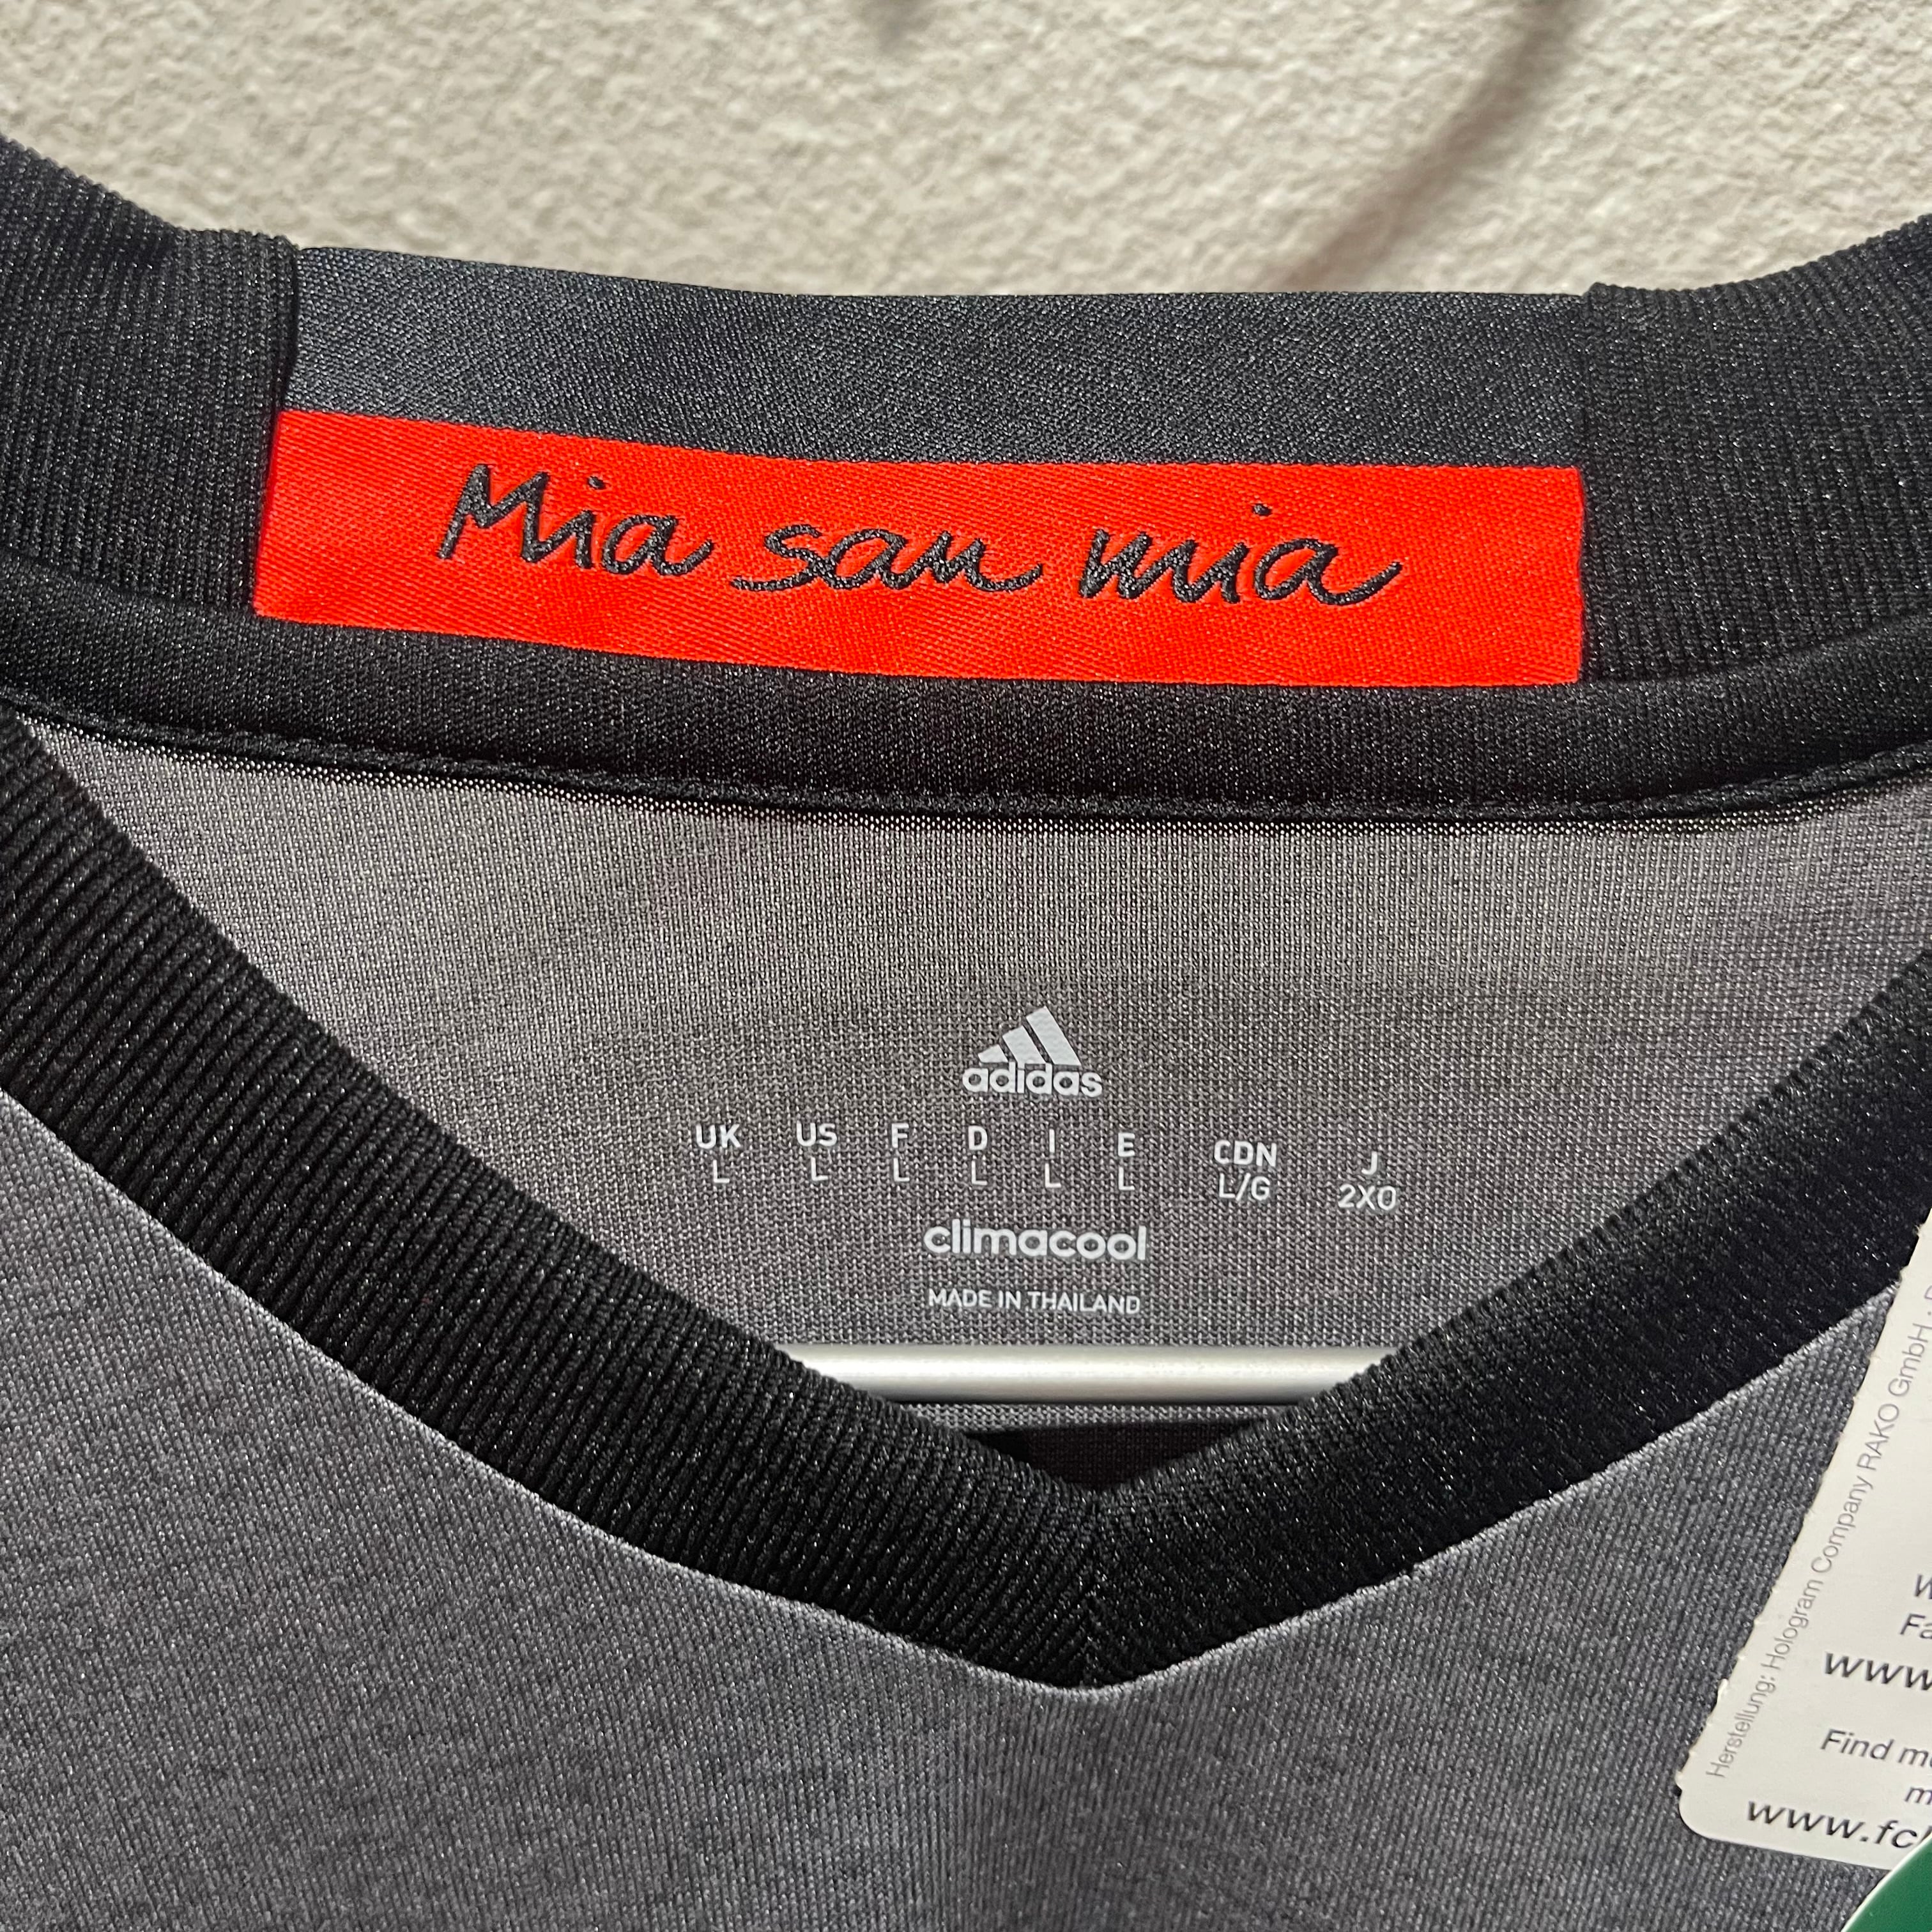 Mia san mia
adidas
UK US F D I E CDN J
L L L L L L L/G 2XO
climacool
MADE IN THAILAND
Herstellung: Hologram Company RAKO GmbH
www
Find
www.fc